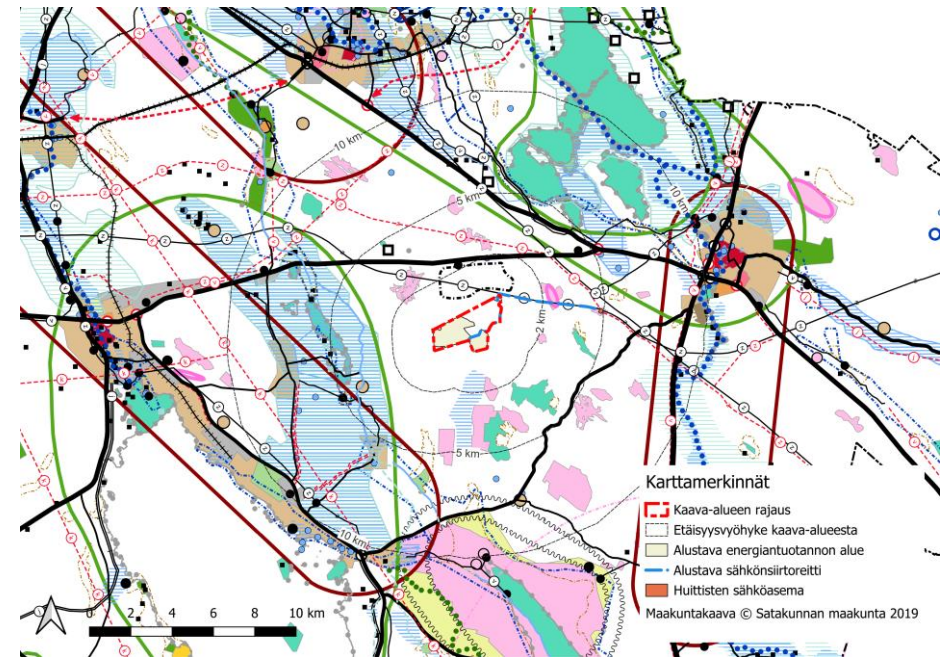 10 km
5 km
10 km
2 km
5 km
10 km
Karttamerkinnät
Kaava-alueen rajaus
Etäisyysvyöhyke kaava-alueesta
Alustava energiantuotannon alue
Alustava sähkönsiirtoreitti
Huittisten sähköasema
Maakuntakaava © Satakunnan maakunta 2019
0 2 4 6 8 10 km